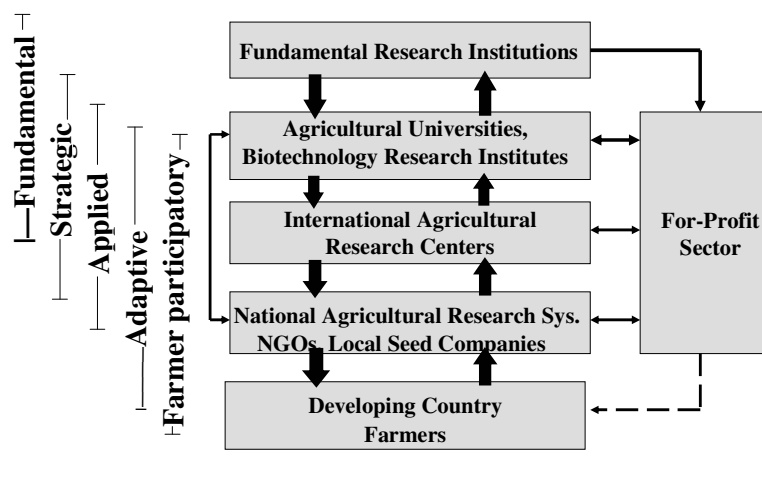 Fundamental
Strategic
Applied
Adaptive
Farmer participatory
Fundamental Research Institutions
Agricultural Universities,
Biotechnology Research Institutes
International Agricultural
Research Centers
National Agricultural Research Sys.
NGOs, Local Seed Companies
Developing Country
Farmers
For-Profit
Sector